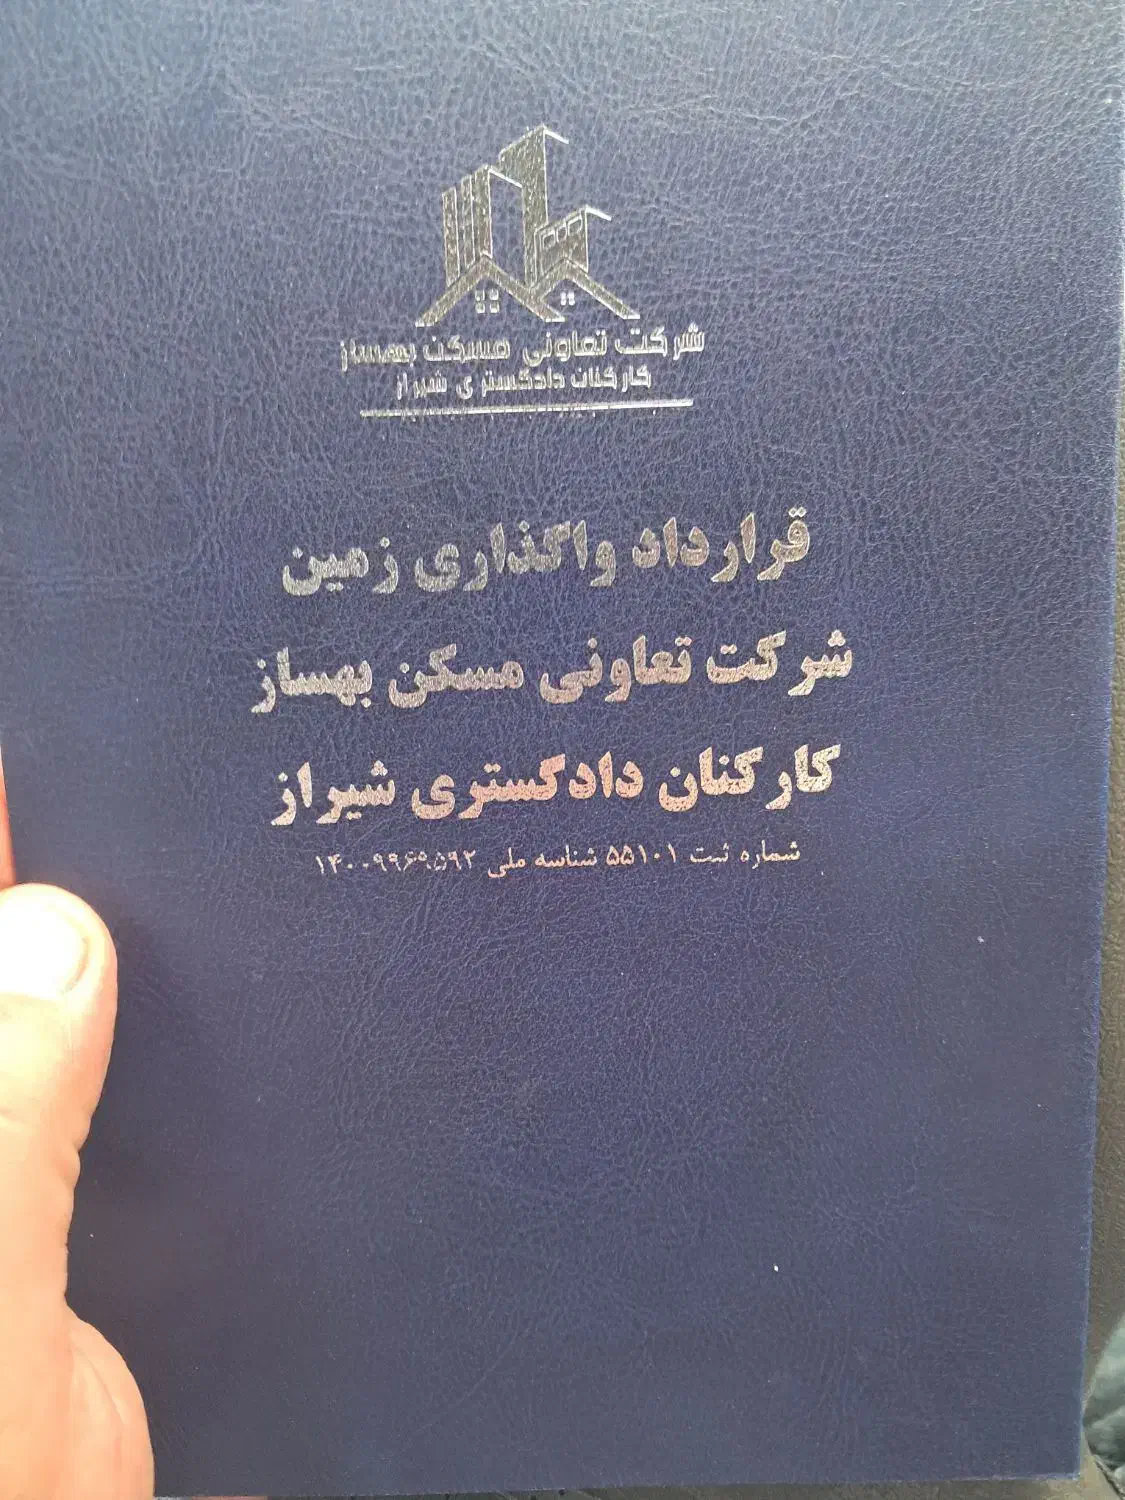 شرکت تعاونی مسکن بهساز
کارکنان دادگستری شیراز
قرارداد واگذاری زمین
شرکت تعاونی مسکن بهساز
کارکنان دادگستری شیراز
شماره ثبت ۵۵۱۰۱ شناسه ملی ۱۴۰۰۹۹۶۹۵۹۲